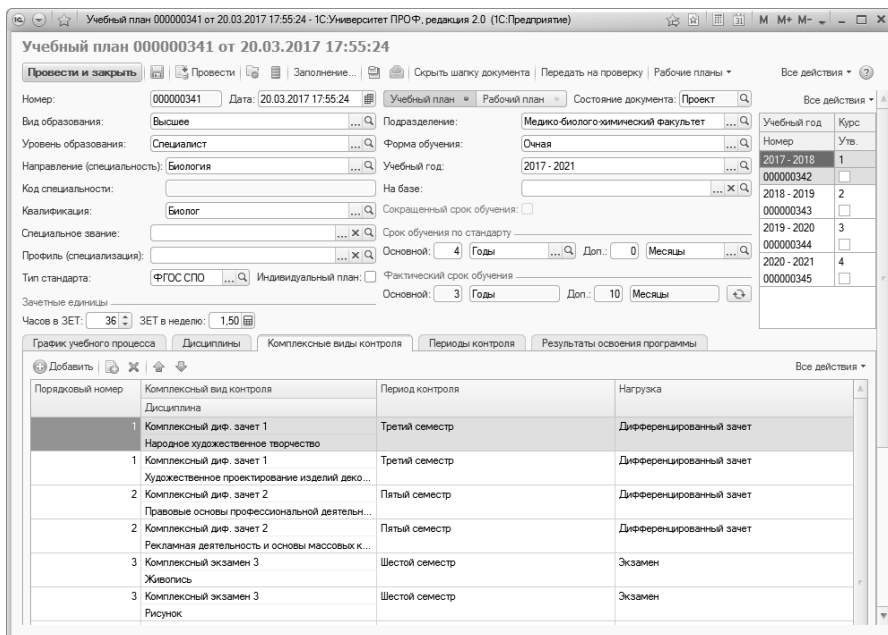 Учебный план 000000341 от 20.03.2017 17:55:24 - 1С:Университет ПРОФ, редакция 2.0 (1С:Предприятие) 31 M M+ M-
Учебный план 000000341 от 20.03.2017 17:55:24
Провести и закрыть Провести Заполнение... Скрыть шапку документа Передать на проверку Рабочие планы Все действия ?
Номер: 000000341 Дата: 20.03.2017 17:55:24 Учебный план Рабочий план Состояние документа: Проект Все действия
Вид образования: Высшее ... Подразделение: Медико-биолого-химический факультет ... Учебный год Курс
Уровень образования: Специалист ... Форма обучения: Очная ... Номер Утв.
Направление (специальность): Биология ... Учебный год: 2017 - 2021 ... 2017 - 2018 1
Код специальности: На базе: ... x 000000342
Квалификация: Биолог ... Сокращенный срок обучения: 2018 - 2019 2
000000343
Специальное звание: ... x Срок обучения по стандарту 2019 - 2020 3
Профиль (специализация): ... x Основной: 4 Годы ... Доп.: 0 Месяцы ... 000000344
Тип стандарта: ФГОС СПО ... Индивидуальный план: Фактический срок обучения 2020 - 2021 4
000000345
Зачетные единицы Основной: 3 Годы Доп.: 10 Месяцы
Часов в ЗЕТ: 36 ЗЕТ в неделю: 1,50
График учебного процесса Дисциплины Комплексные виды контроля Периоды контроля Результаты освоения программы
Добавить Все действия
Порядковый номер Комплексный вид контроля Период контроля Нагрузка
Дисциплина
1 Комплексный диф. зачет 1 Третий семестр Дифференцированный зачет
Народное художественное творчество
1 Комплексный диф. зачет 1 Третий семестр Дифференцированный зачет
Художественное проектирование изделий деко...
2 Комплексный диф. зачет 2 Пятый семестр Дифференцированный зачет
Правовые основы профессиональной деятельн...
2 Комплексный диф. зачет 2 Пятый семестр Дифференцированный зачет
Рекламная деятельность и основы массовых к...
3 Комплексный экзамен 3 Шестой семестр Экзамен
Живопись
3 Комплексный экзамен 3 Шестой семестр Экзамен
Рисунок